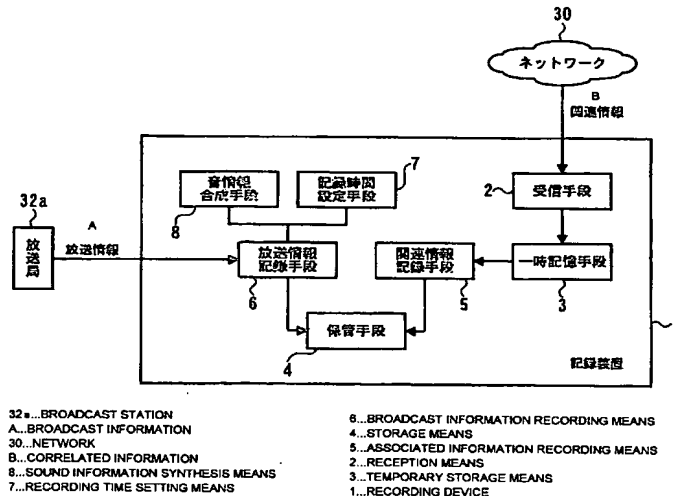 30
ネットワーク
B
関連情報
32a
放送局
A
放送情報
音情報
合成手段
8
記録時間
設定手段
7
2
受信手段
放送情報
記録手段
6
関連情報
記録手段
5
一時記憶手段
3
保管手段
4
記録装置
32a...BROADCAST STATION
A...BROADCAST INFORMATION
30...NETWORK
B...CORRELATED INFORMATION
8...SOUND INFORMATION SYNTHESIS MEANS
7...RECORDING TIME SETTING MEANS
6...BROADCAST INFORMATION RECORDING MEANS
4...STORAGE MEANS
5...ASSOCIATED INFORMATION RECORDING MEANS
2...RECEPTION MEANS
3...TEMPORARY STORAGE MEANS
1...RECORDING DEVICE